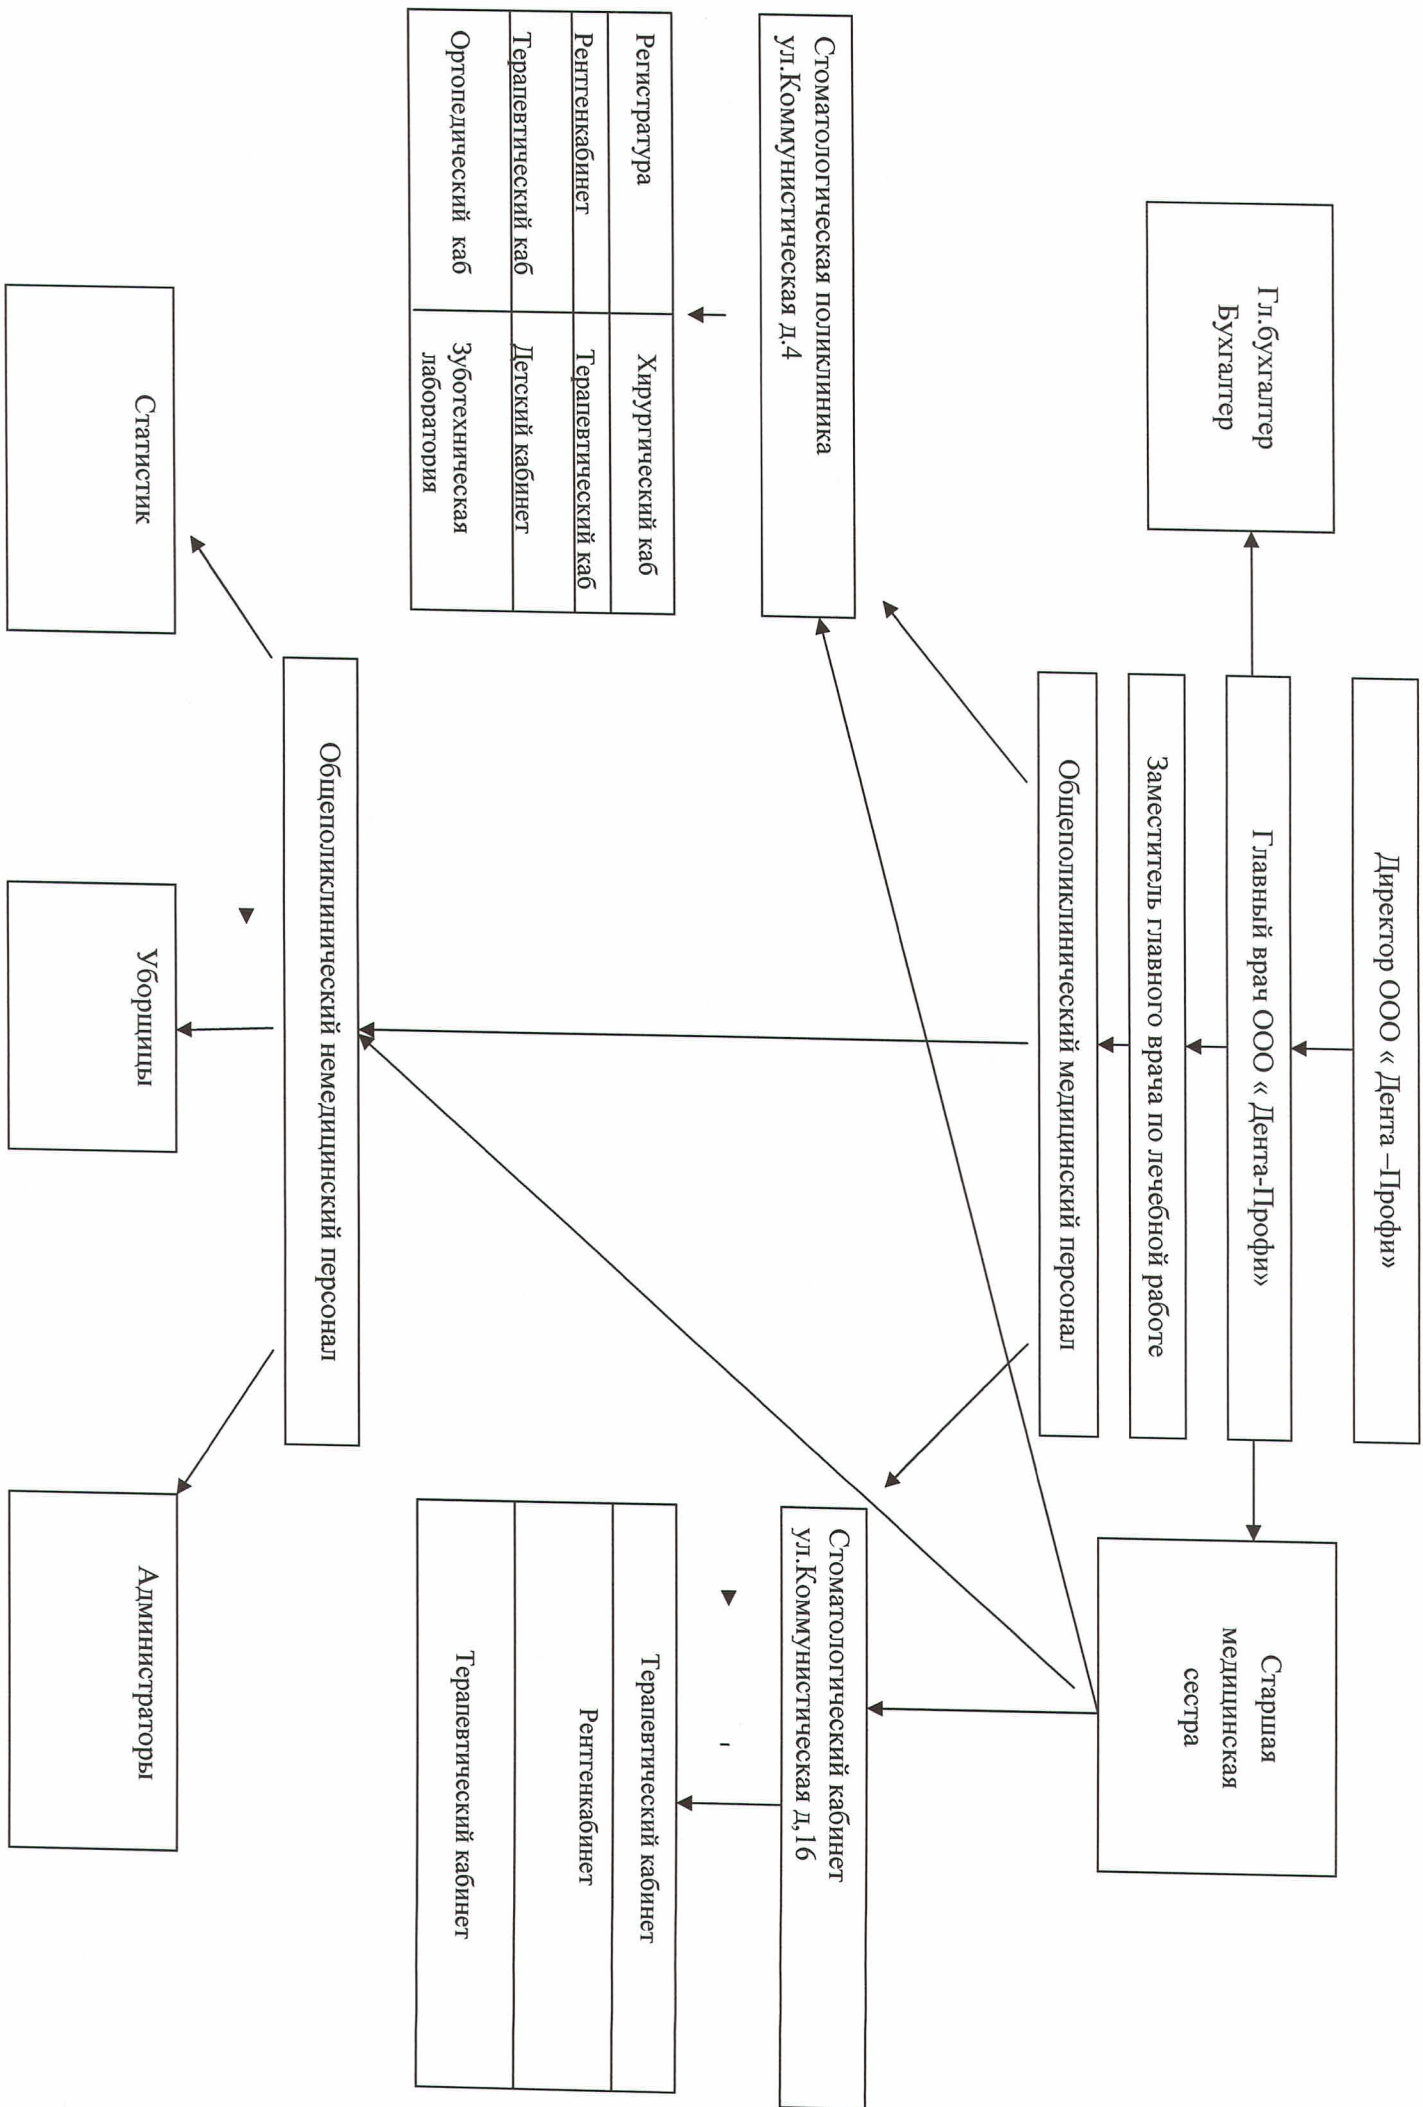 Директор ООО « Дента –Профи»
Гл.бухгалтер
Бухгалтер
Главный врач ООО « Дента-Профи»
Старшая
медицинская
сестра
Заместитель главного врача по лечебной работе
Общеполиклинический медицинский персонал
Стоматологическая поликлиника
ул.Коммунистическая д.4
Стоматологический кабинет
ул.Коммунистическая д,16
Регистратура
Хирургический каб
Рентгенкабинет
Терапевтический каб
Терапевтический каб
Детский кабинет
Ортопедический каб
Зуботехническая
лаборатория
Терапевтический кабинет
Рентгенкабинет
Терапевтический кабинет
Общеполиклинический немедицинский персонал
Статистик
Уборщицы
Администраторы